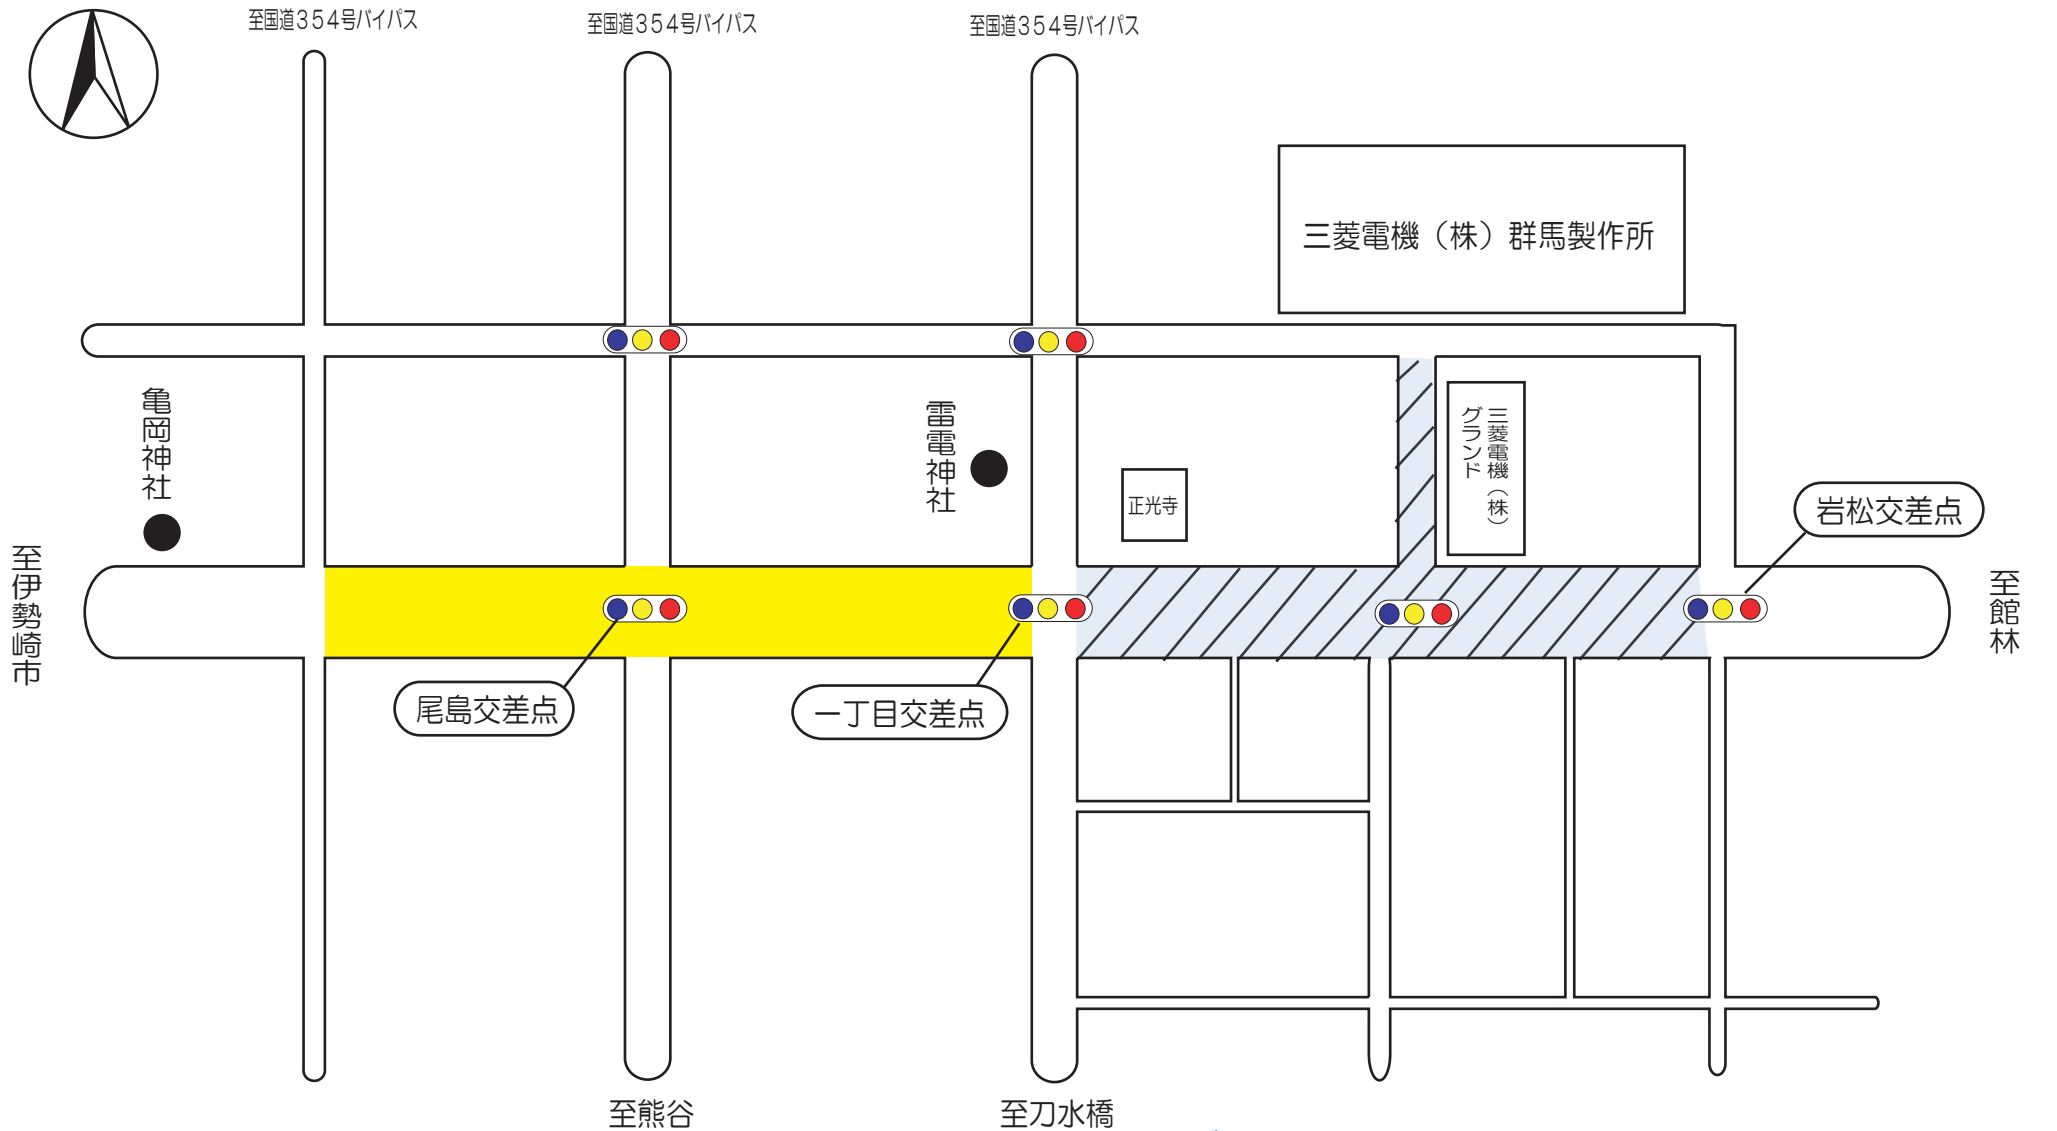 至国道３５４号バイパス
至国道３５４号バイパス
至国道３５４号バイパス
三菱電機（株）群馬製作所
亀岡神社
雷電神社
三菱電機（株）
グランド
正光寺
岩松交差点
至伊勢崎市
至館林
尾島交差点
一丁目交差点
至熊谷
至刀水橋